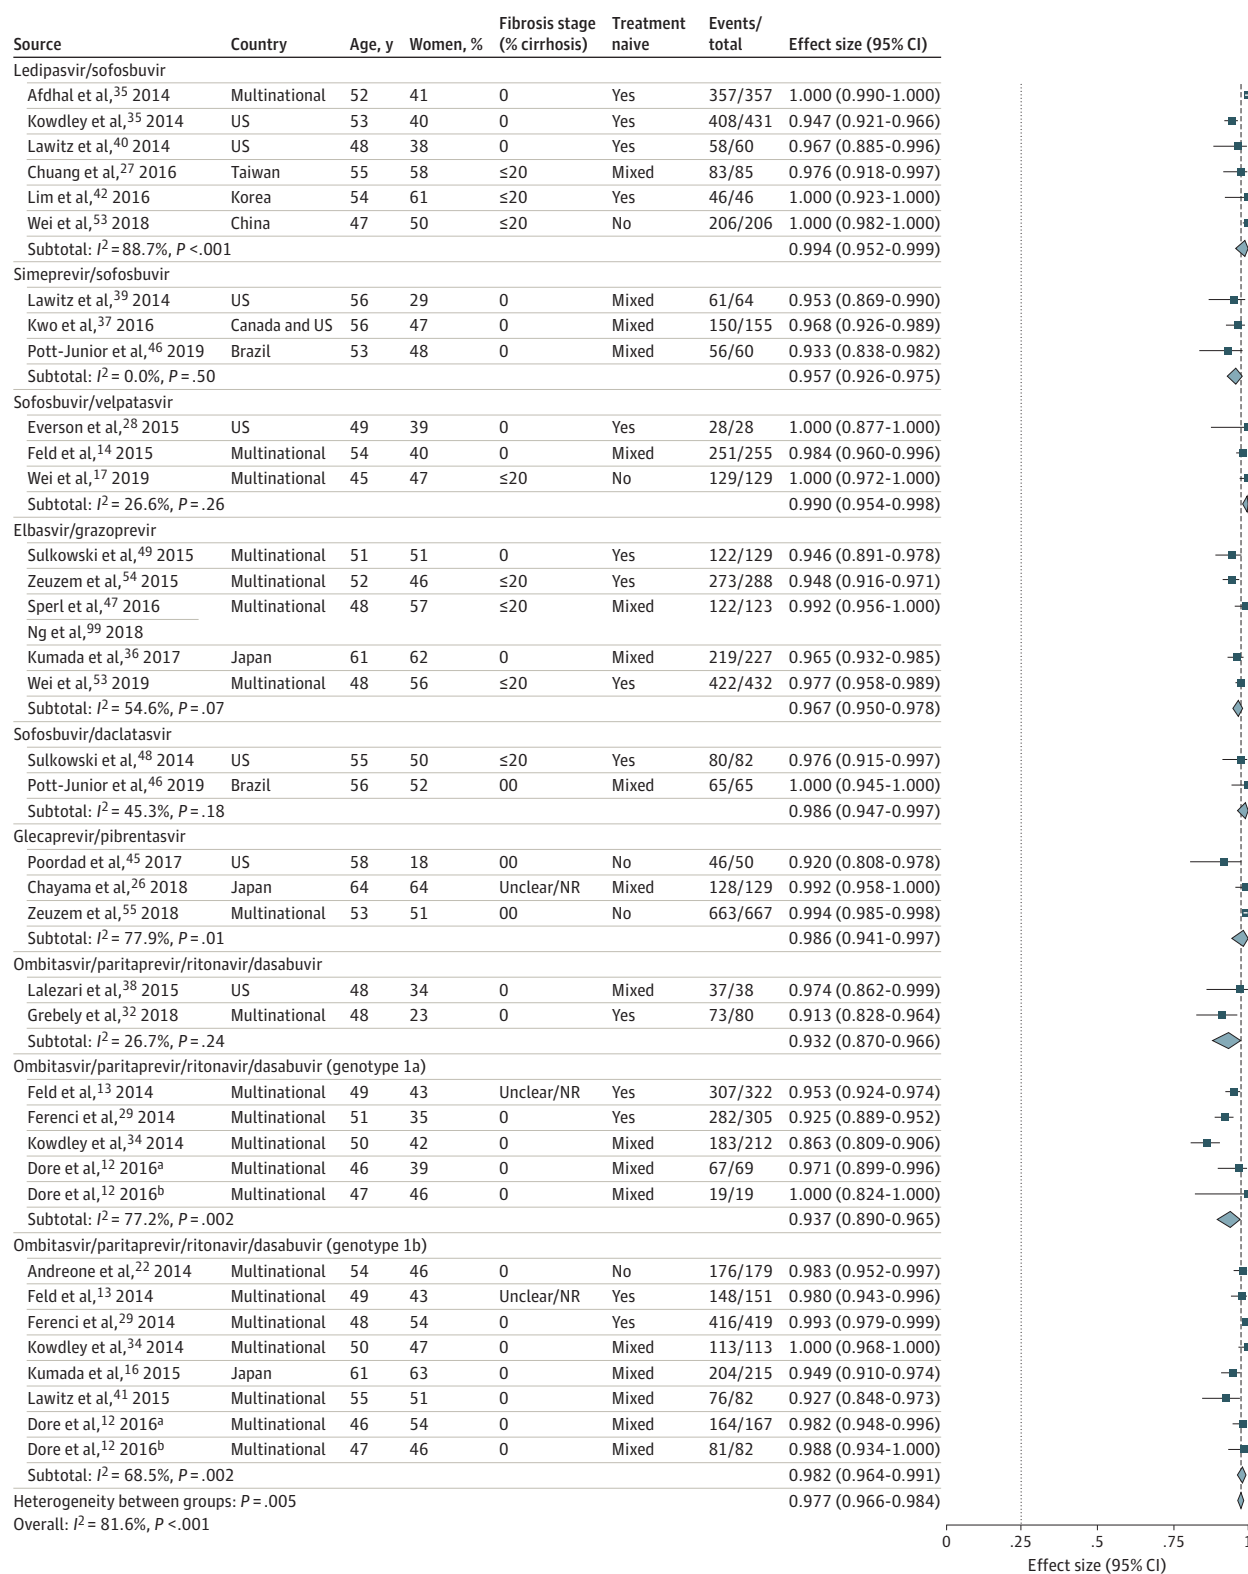 Source Country Age, y Women, % Fibrosis stage (% cirrhosis) Treatment naive Events/ total Effect size (95% CI)
Ledipasvir/sofosbuvir
Afdhal et al,35 2014 Multinational 52 41 0 Yes 357/357 1.000 (0.990-1.000)
Kowdley et al,35 2014 US 53 40 0 Yes 408/431 0.947 (0.921-0.966)
Lawitz et al,40 2014 US 48 38 0 Yes 58/60 0.967 (0.885-0.996)
Chuang et al,27 2016 Taiwan 55 58 ≤20 Mixed 83/85 0.976 (0.918-0.997)
Lim et al,42 2016 Korea 54 61 ≤20 Yes 46/46 1.000 (0.923-1.000)
Wei et al,53 2018 China 47 50 ≤20 No 206/206 1.000 (0.982-1.000)
Subtotal: I2 = 88.7%, P <.001 0.994 (0.952-0.999)
Simeprevir/sofosbuvir
Lawitz et al,39 2014 US 56 29 0 Mixed 61/64 0.953 (0.869-0.990)
Kwo et al,37 2016 Canada and US 56 47 0 Mixed 150/155 0.968 (0.926-0.989)
Pott-Junior et al,46 2019 Brazil 53 48 0 Mixed 56/60 0.933 (0.838-0.982)
Subtotal: I2 = 0.0%, P = .50 0.957 (0.926-0.975)
Sofosbuvir/velpatasvir
Everson et al,28 2015 US 49 39 0 Yes 28/28 1.000 (0.877-1.000)
Feld et al,14 2015 Multinational 54 40 0 Mixed 251/255 0.984 (0.960-0.996)
Wei et al,17 2019 Multinational 45 47 ≤20 No 129/129 1.000 (0.972-1.000)
Subtotal: I2 = 26.6%, P = .26 0.990 (0.954-0.998)
Elbasvir/grazoprevir
Sulkowski et al,49 2015 Multinational 51 51 0 Yes 122/129 0.946 (0.891-0.978)
Zeuzem et al,54 2015 Multinational 52 46 ≤20 Yes 273/288 0.948 (0.916-0.971)
Sperl et al,47 2016 Multinational 48 57 ≤20 Mixed 122/123 0.992 (0.956-1.000)
Ng et al,99 2018
Kumada et al,36 2017 Japan 61 62 0 Mixed 219/227 0.965 (0.932-0.985)
Wei et al,53 2019 Multinational 48 56 ≤20 Yes 422/432 0.977 (0.958-0.989)
Subtotal: I2 = 54.6%, P = .07 0.967 (0.950-0.978)
Sofosbuvir/daclatasvir
Sulkowski et al,48 2014 US 55 50 ≤20 Yes 80/82 0.976 (0.915-0.997)
Pott-Junior et al,46 2019 Brazil 56 52 00 Mixed 65/65 1.000 (0.945-1.000)
Subtotal: I2 = 45.3%, P = .18 0.986 (0.947-0.997)
Glecaprevir/pibrentasvir
Poordad et al,45 2017 US 58 18 00 No 46/50 0.920 (0.808-0.978)
Chayama et al,26 2018 Japan 64 64 Unclear/NR Mixed 128/129 0.992 (0.958-1.000)
Zeuzem et al,55 2018 Multinational 53 51 00 No 663/667 0.994 (0.985-0.998)
Subtotal: I2 = 77.9%, P = .01 0.986 (0.941-0.997)
Ombitasvir/paritaprevir/ritonavir/dasabuvir
Lalezari et al,38 2015 US 48 34 0 Mixed 37/38 0.974 (0.862-0.999)
Grebely et al,32 2018 Multinational 48 23 0 Yes 73/80 0.913 (0.828-0.964)
Subtotal: I2 = 26.7%, P = .24 0.932 (0.870-0.966)
Ombitasvir/paritaprevir/ritonavir/dasabuvir (genotype 1a)
Feld et al,13 2014 Multinational 49 43 Unclear/NR Yes 307/322 0.953 (0.924-0.974)
Ferenci et al,29 2014 Multinational 51 35 0 Yes 282/305 0.925 (0.889-0.952)
Kowdley et al,34 2014 Multinational 50 42 0 Mixed 183/212 0.863 (0.809-0.906)
Dore et al,12 2016a Multinational 46 39 0 Mixed 67/69 0.971 (0.899-0.996)
Dore et al,12 2016b Multinational 47 46 0 Mixed 19/19 1.000 (0.824-1.000)
Subtotal: I2 = 77.2%, P = .002 0.937 (0.890-0.965)
Ombitasvir/paritaprevir/ritonavir/dasabuvir (genotype 1b)
Andreone et al,22 2014 Multinational 54 46 0 No 176/179 0.983 (0.952-0.997)
Feld et al,13 2014 Multinational 49 43 Unclear/NR Yes 148/151 0.980 (0.943-0.996)
Ferenci et al,29 2014 Multinational 48 54 0 Yes 416/419 0.993 (0.979-0.999)
Kowdley et al,34 2014 Multinational 50 47 0 Mixed 113/113 1.000 (0.968-1.000)
Kumada et al,16 2015 Japan 61 63 0 Mixed 204/215 0.949 (0.910-0.974)
Lawitz et al,41 2015 Multinational 55 51 0 Mixed 76/82 0.927 (0.848-0.973)
Dore et al,12 2016a Multinational 46 54 0 Mixed 164/167 0.982 (0.948-0.996)
Dore et al,12 2016b Multinational 47 46 0 Mixed 81/82 0.988 (0.934-1.000)
Subtotal: I2 = 68.5%, P = .002 0.982 (0.964-0.991)
Heterogeneity between groups: P = .005 0.977 (0.966-0.984)
Overall: I2 = 81.6%, P <.001
0 .25 .5 .75 1
Effect size (95% CI)